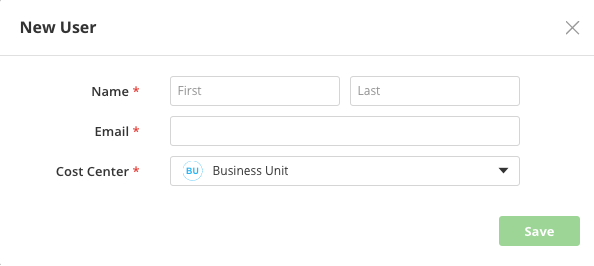 New User
Name * First Last
Email *
Cost Center * BU Business Unit
Save